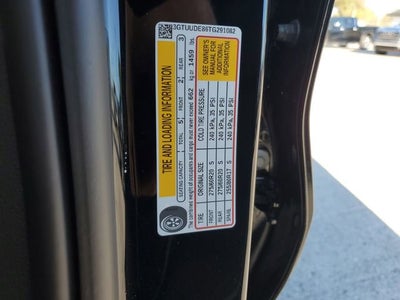 3GTUUDE86TG291082
TIRE AND LOADING INFORMATION
SEATING CAPACITY TOTAL 5 FRONT 2 REAR 3
The combined weight of occupants and cargo must never exceed 662 kg or 1459 lbs.
TIRE ORIGINAL SIZE COLD TIRE PRESSURE
FRONT 275/60R20 S 240 kPa, 35 PSI
REAR 275/60R20 S 240 kPa, 35 PSI
SPARE 255/80R17 S 240 kPa, 35 PSI
SEE OWNER'S
MANUAL FOR
ADDITIONAL
INFORMATION